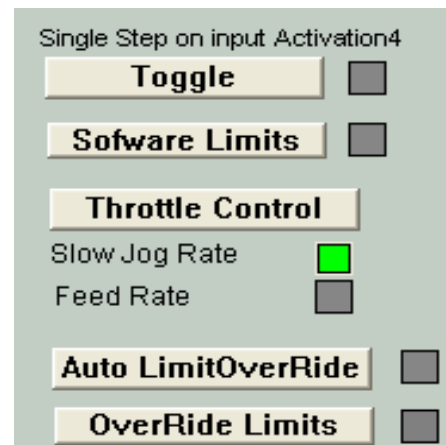 Single Step on input Activation4
Toggle
Sofware Limits
Throttle Control
Slow Jog Rate
Feed Rate
Auto LimitOverRide
OverRide Limits